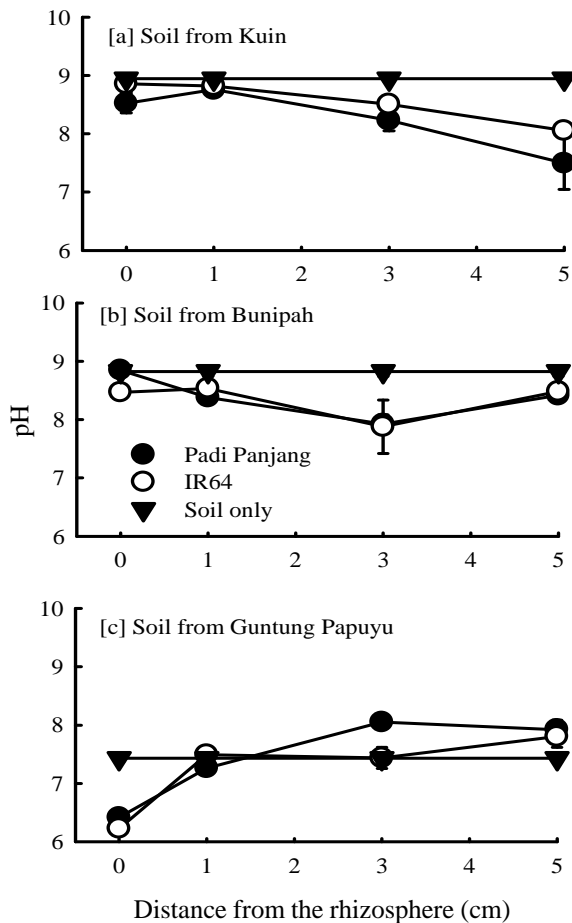 10
[a] Soil from Kuin
9
8
7
6
0 1 2 3 4 5
10
[b] Soil from Bunipah
9
pH
8
Padi Panjang
IR64
7
Soil only
6
0 1 2 3 4 5
10
[c] Soil from Guntung Papuyu
9
8
7
6
0 1 2 3 4 5
Distance from the rhizosphere (cm)